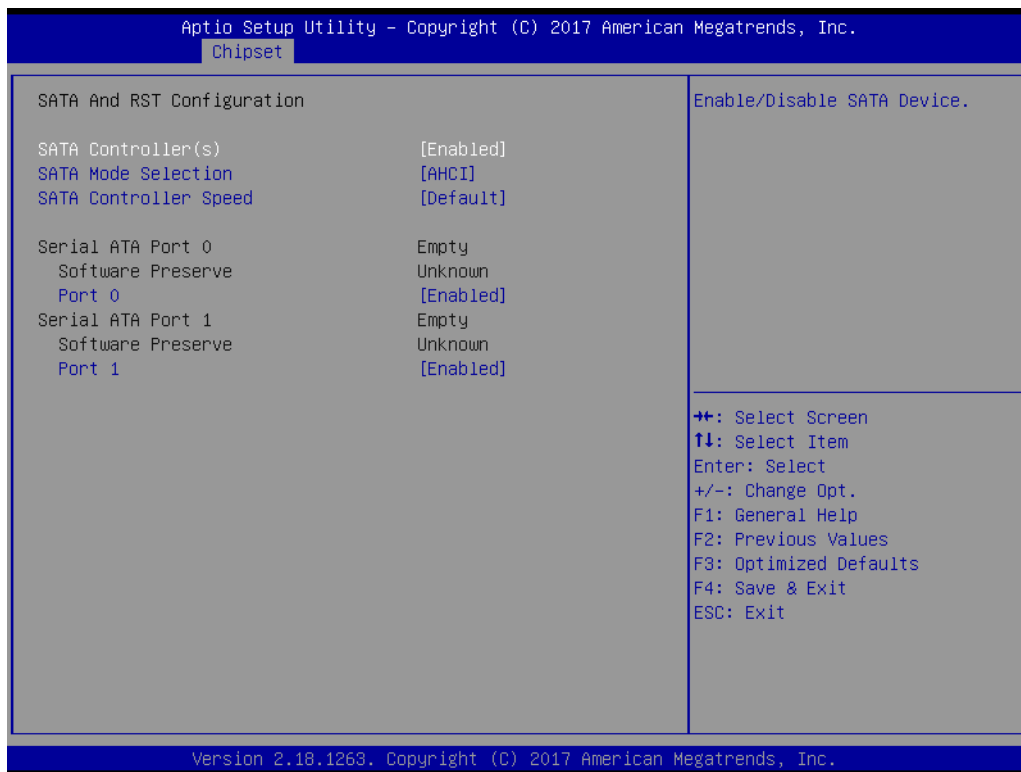 Aptio Setup Utility – Copyright (C) 2017 American Megatrends, Inc.
Chipset
SATA And RST Configuration
Enable/Disable SATA Device.
SATA Controller(s) [Enabled]
SATA Mode Selection [AHCI]
SATA Controller Speed [Default]
Serial ATA Port 0 Empty
Software Preserve Unknown
Port 0 [Enabled]
Serial ATA Port 1 Empty
Software Preserve Unknown
Port 1 [Enabled]
→←: Select Screen
↑↓: Select Item
Enter: Select
+/-: Change Opt.
F1: General Help
F2: Previous Values
F3: Optimized Defaults
F4: Save & Exit
ESC: Exit
Version 2.18.1263. Copyright (C) 2017 American Megatrends, Inc.